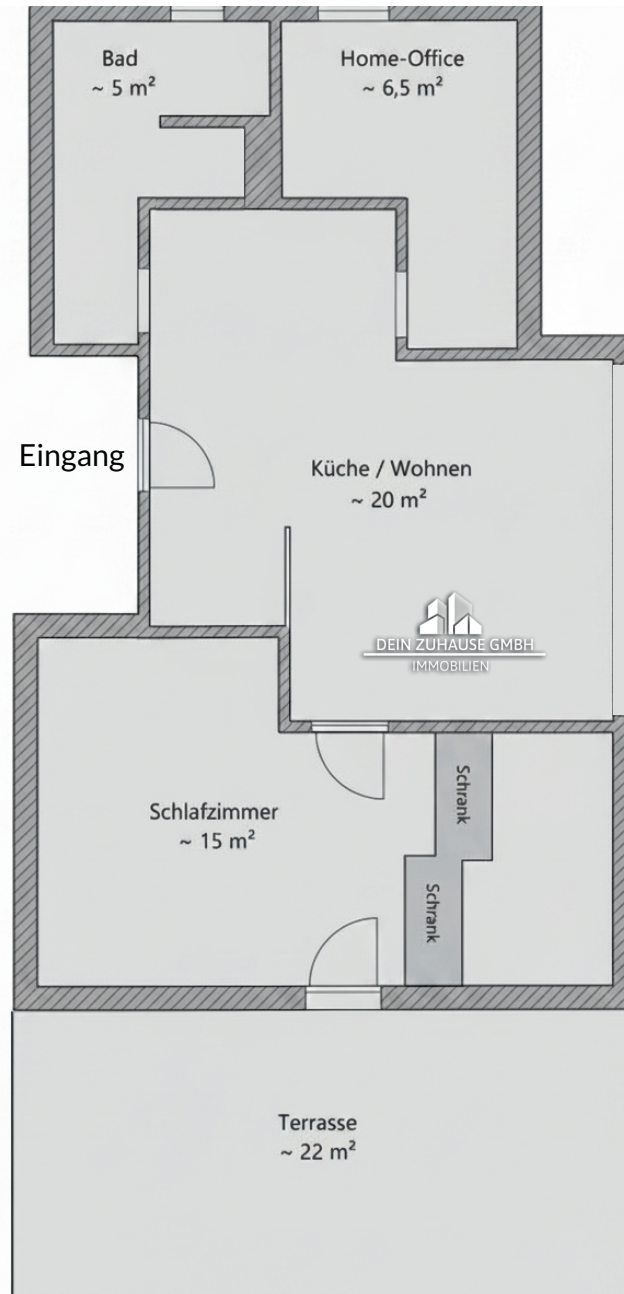 Bad
~ 5 m²
Home-Office
~ 6,5 m²
Eingang
Küche / Wohnen
~ 20 m²
DEIN ZUHAUSE GMBH
IMMOBILIEN
Schrank
Schlafzimmer
~ 15 m²
Schrank
Terrasse
~ 22 m²